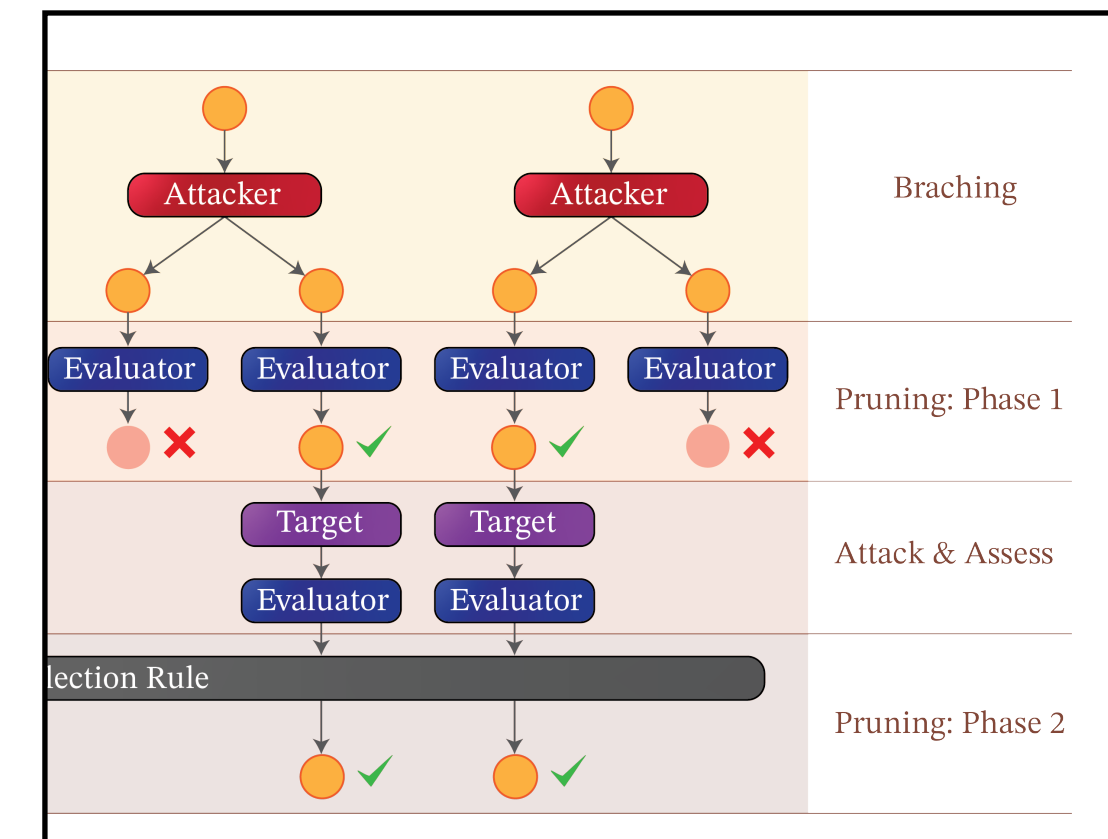 Attacker Attacker
Braching
Evaluator Evaluator Evaluator Evaluator
Pruning: Phase 1
Target Target
Attack & Assess
Evaluator Evaluator
lection Rule
Pruning: Phase 2